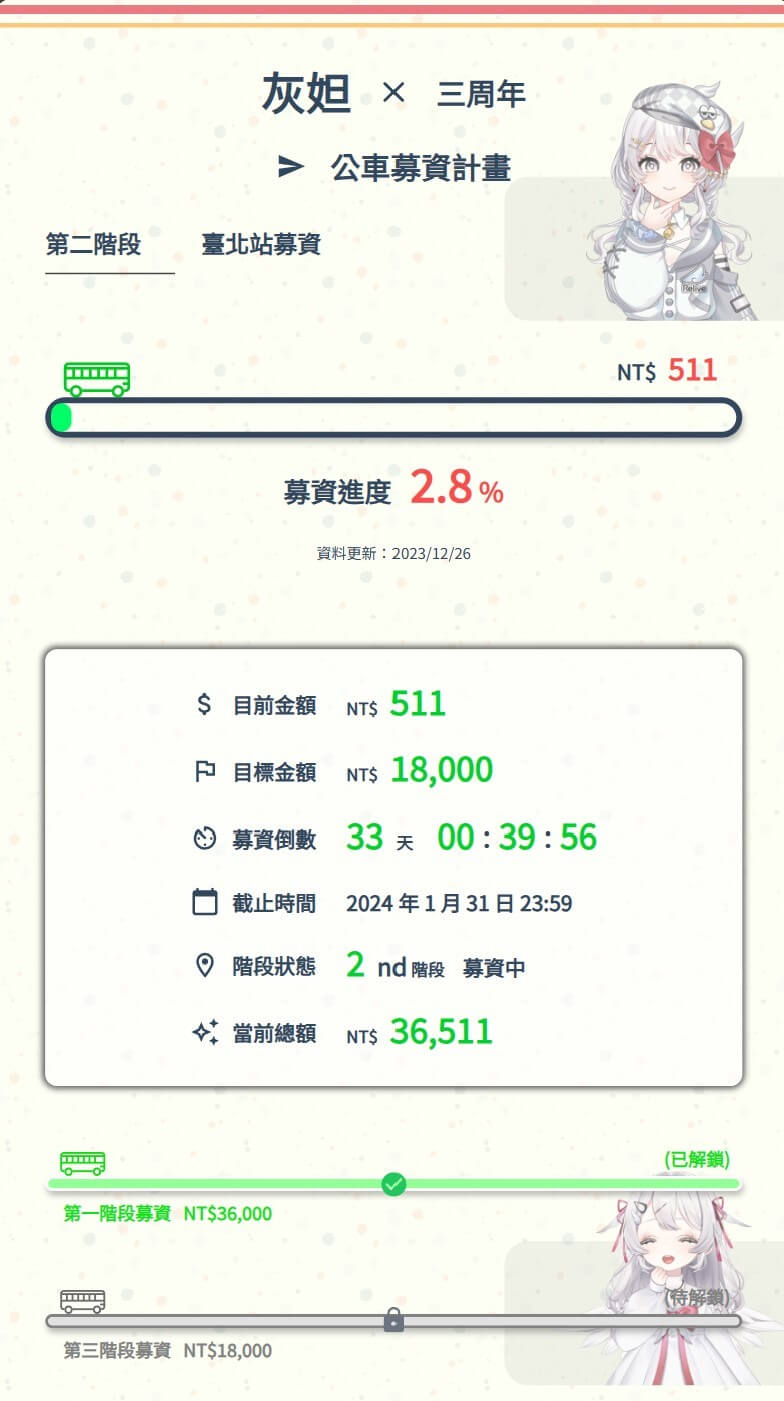 灰妲 × 三周年
公車募資計畫
第二階段 臺北站募資
Relive
NT$ 511
募資進度 2.8 %
資料更新：2023/12/26
目前金額 NT$ 511
目標金額 NT$ 18,000
募資倒數 33 天 00 : 39 : 56
截止時間 2024 年 1 月 31 日 23:59
階段狀態 2 nd 階段 募資中
當前總額 NT$ 36,511
(已解鎖)
第一階段募資 NT$36,000
(待解鎖)
第三階段募資 NT$18,000